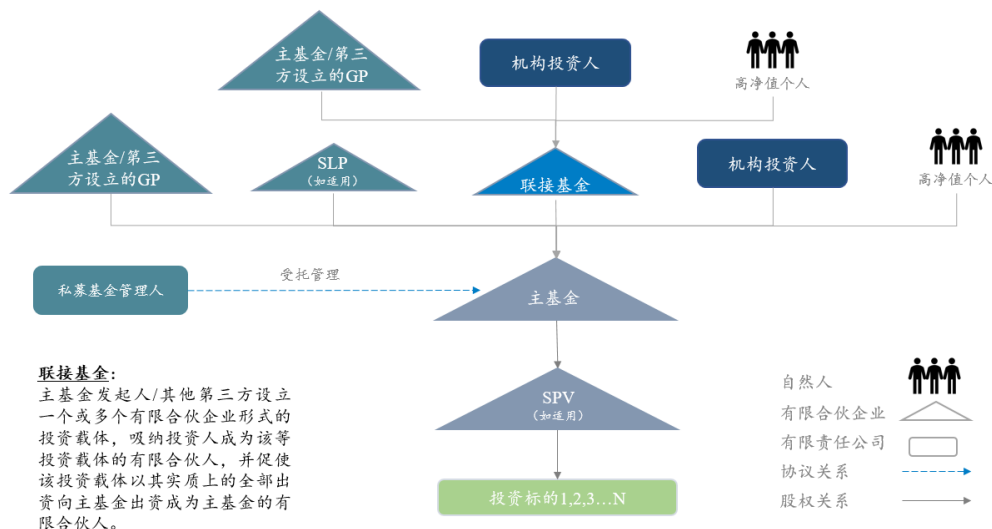 主基金/第三
方设立的GP
机构投资人
高净值个人
主基金/第三
方设立的GP
SLP
（如适用）
联接基金
机构投资人
高净值个人
私募基金管理人
受托管理
主基金
联接基金：
主基金发起人/其他第三方设立
一个或多个有限合伙企业形式的
投资载体，吸纳投资人成为该等
投资载体的有限合伙人，并促使
该投资载体以其实质上的全部出
资向主基金出资成为主基金的有
限合伙人。
SPV
（如适用）
投资标的1,2,3…N
自然人
有限合伙企业
有限责任公司
协议关系
股权关系